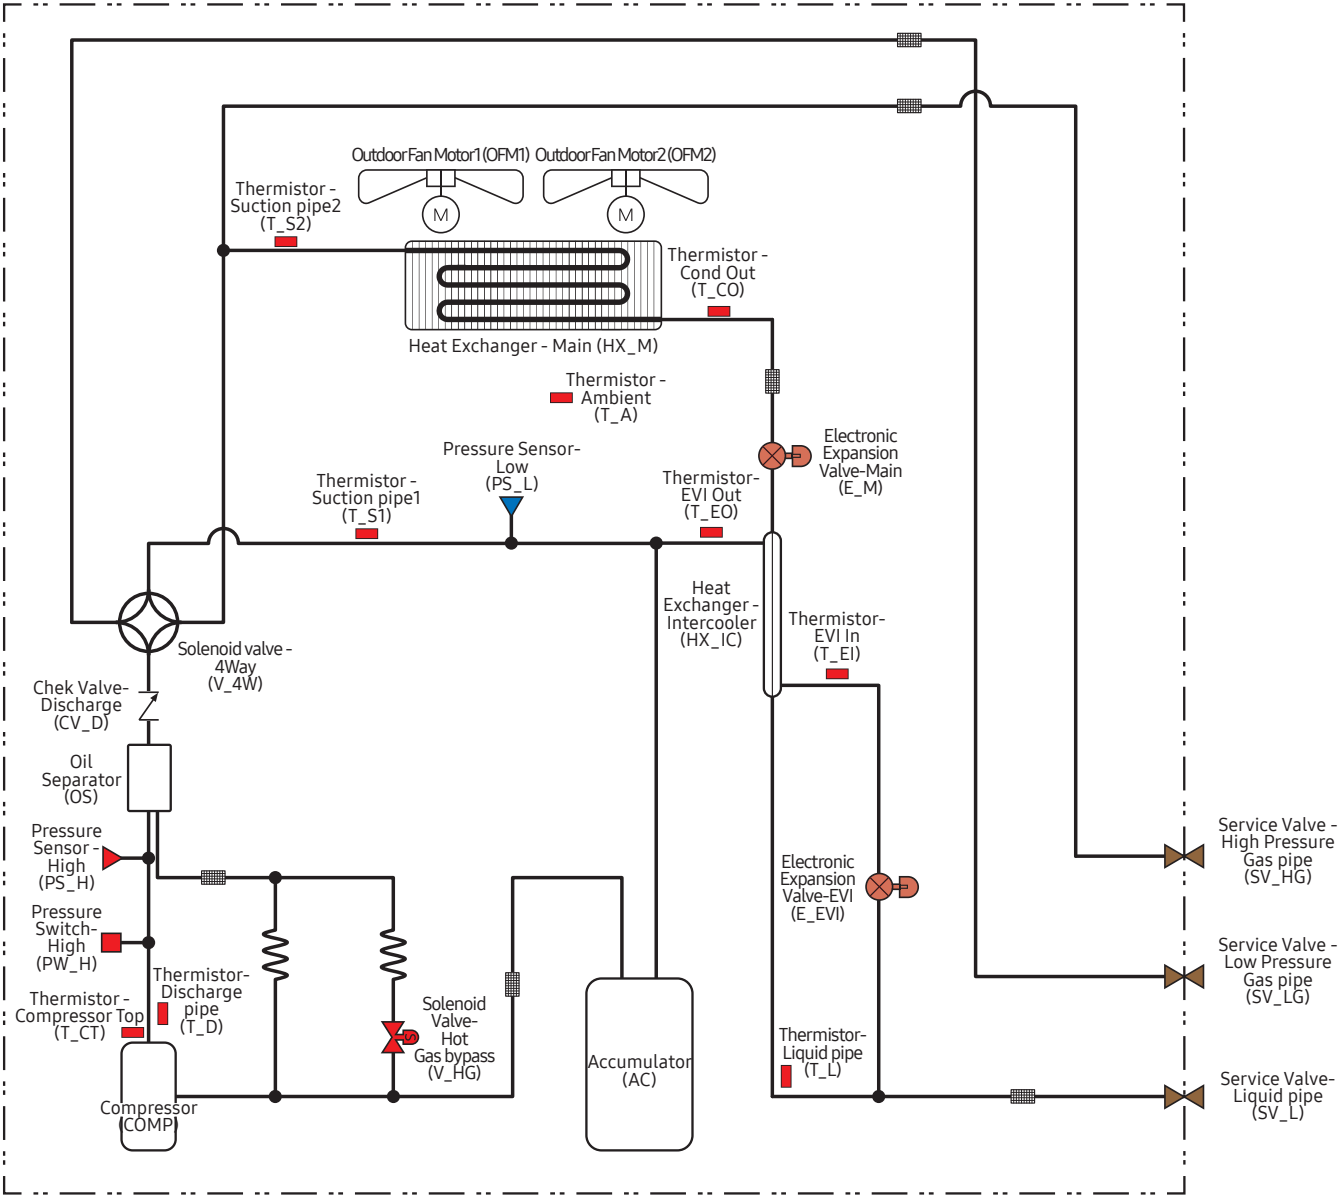 OutdoorFan Motor1(OFM1)
OutdoorFan Motor2(OFM2)
M
M
Thermistor -
Suction pipe2
(T_S2)
Thermistor -
Cond Out
(T_CO)
Heat Exchanger - Main (HX_M)
Thermistor -
Ambient
(T_A)
Electronic
Expansion
Valve-Main
(E_M)
Pressure Sensor-
Low
(PS_L)
Thermistor -
Suction pipe1
(T_S1)
Thermistor-
EVI Out
(T_EO)
Heat
Exchanger -
Intercooler
(HX_IC)
Thermistor-
EVI In
(T_EI)
Solenoid valve -
4Way
(V_4W)
Chek Valve-
Discharge
(CV_D)
Oil
Separator
(OS)
Pressure
Sensor -
High
(PS_H)
Pressure
Switch-
High
(PW_H)
Thermistor-
Discharge
pipe
(T_D)
Thermistor -
Compressor Top
(T_CT)
Compressor
(COMP)
Solenoid
Valve-
Hot
Gas bypass
(V_HG)
S
Accumulator
(AC)
Electronic
Expansion
Valve-EVI
(E_EVI)
Thermistor-
Liquid pipe
(T_L)
Service Valve -
High Pressure
Gas pipe
(SV_HG)
Service Valve -
Low Pressure
Gas pipe
(SV_LG)
Service Valve-
Liquid pipe
(SV_L)